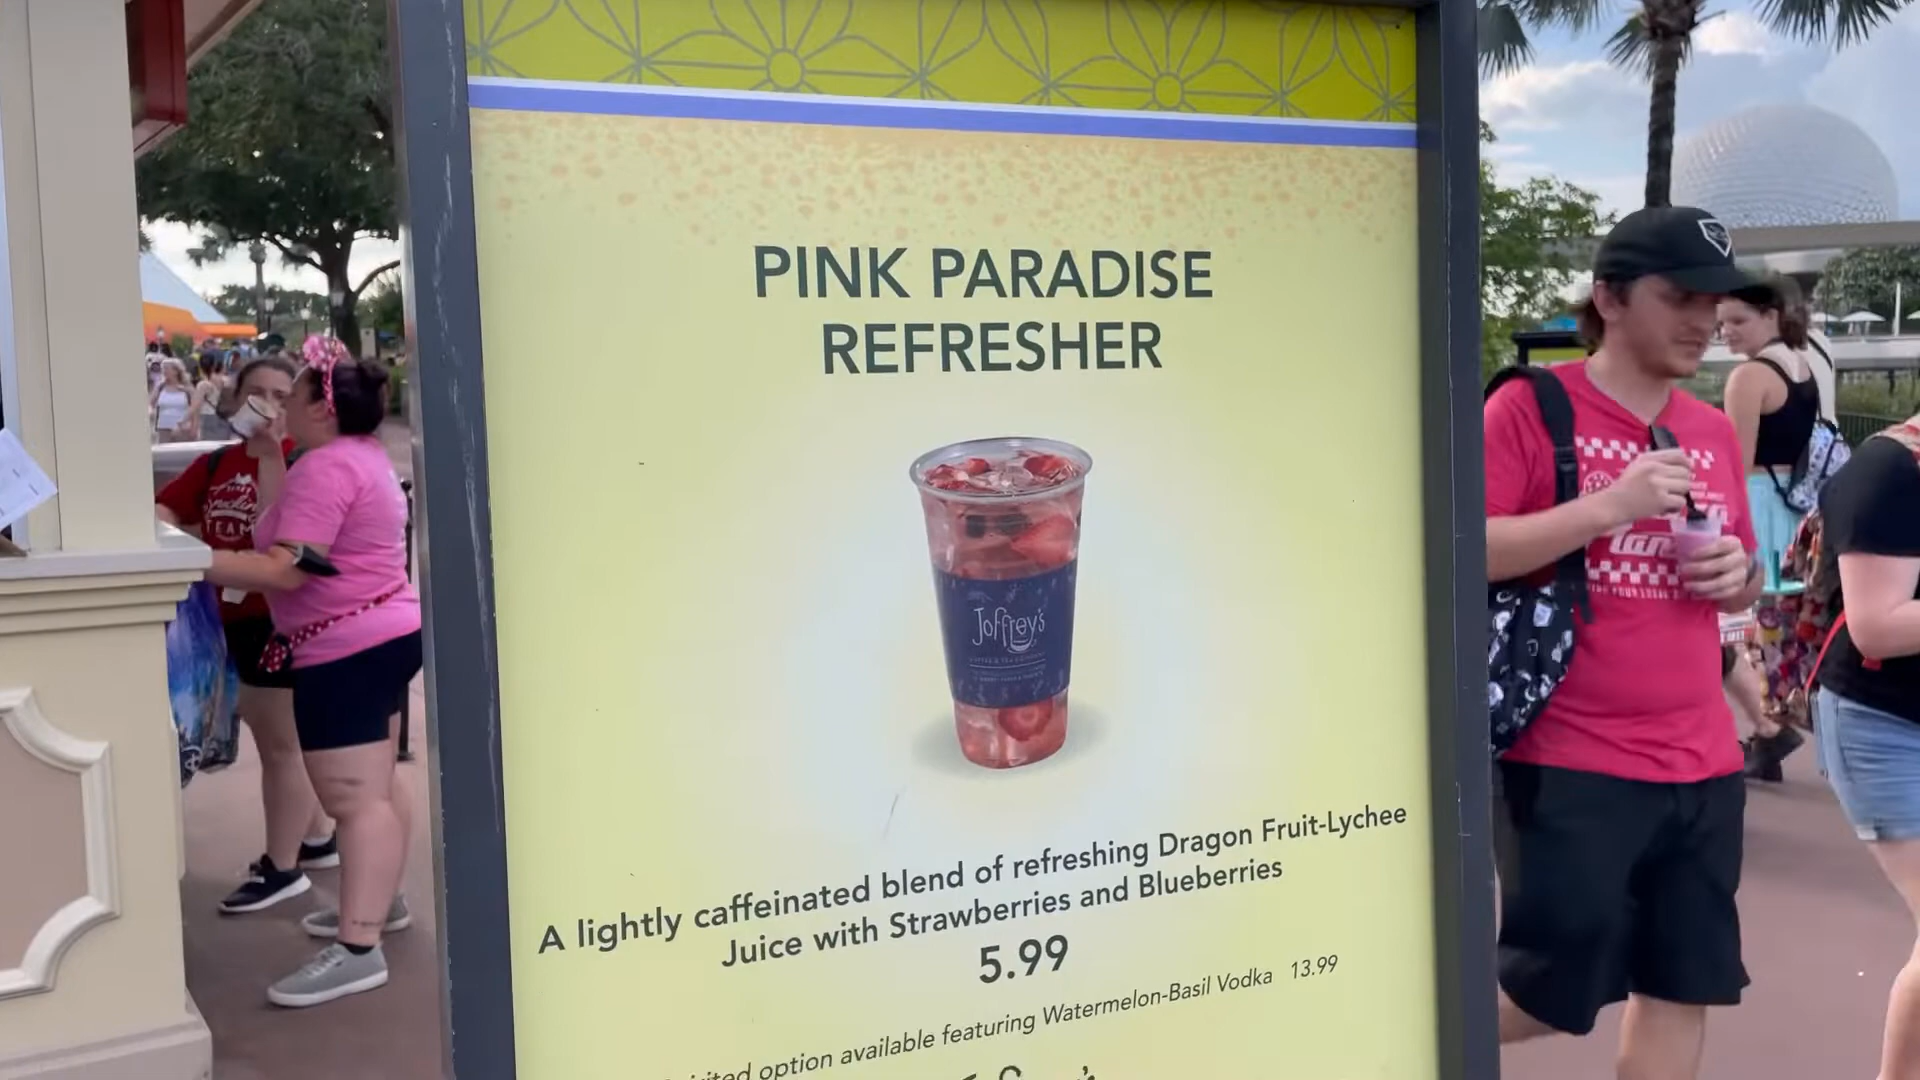 PINK PARADISE
REFRESHER
Joffrey's
A lightly caffeinated blend of refreshing Dragon Fruit-Lychee
Juice with Strawberries and Blueberries
5.99
option available featuring Watermelon-Basil Vodka 13.99
TEAM